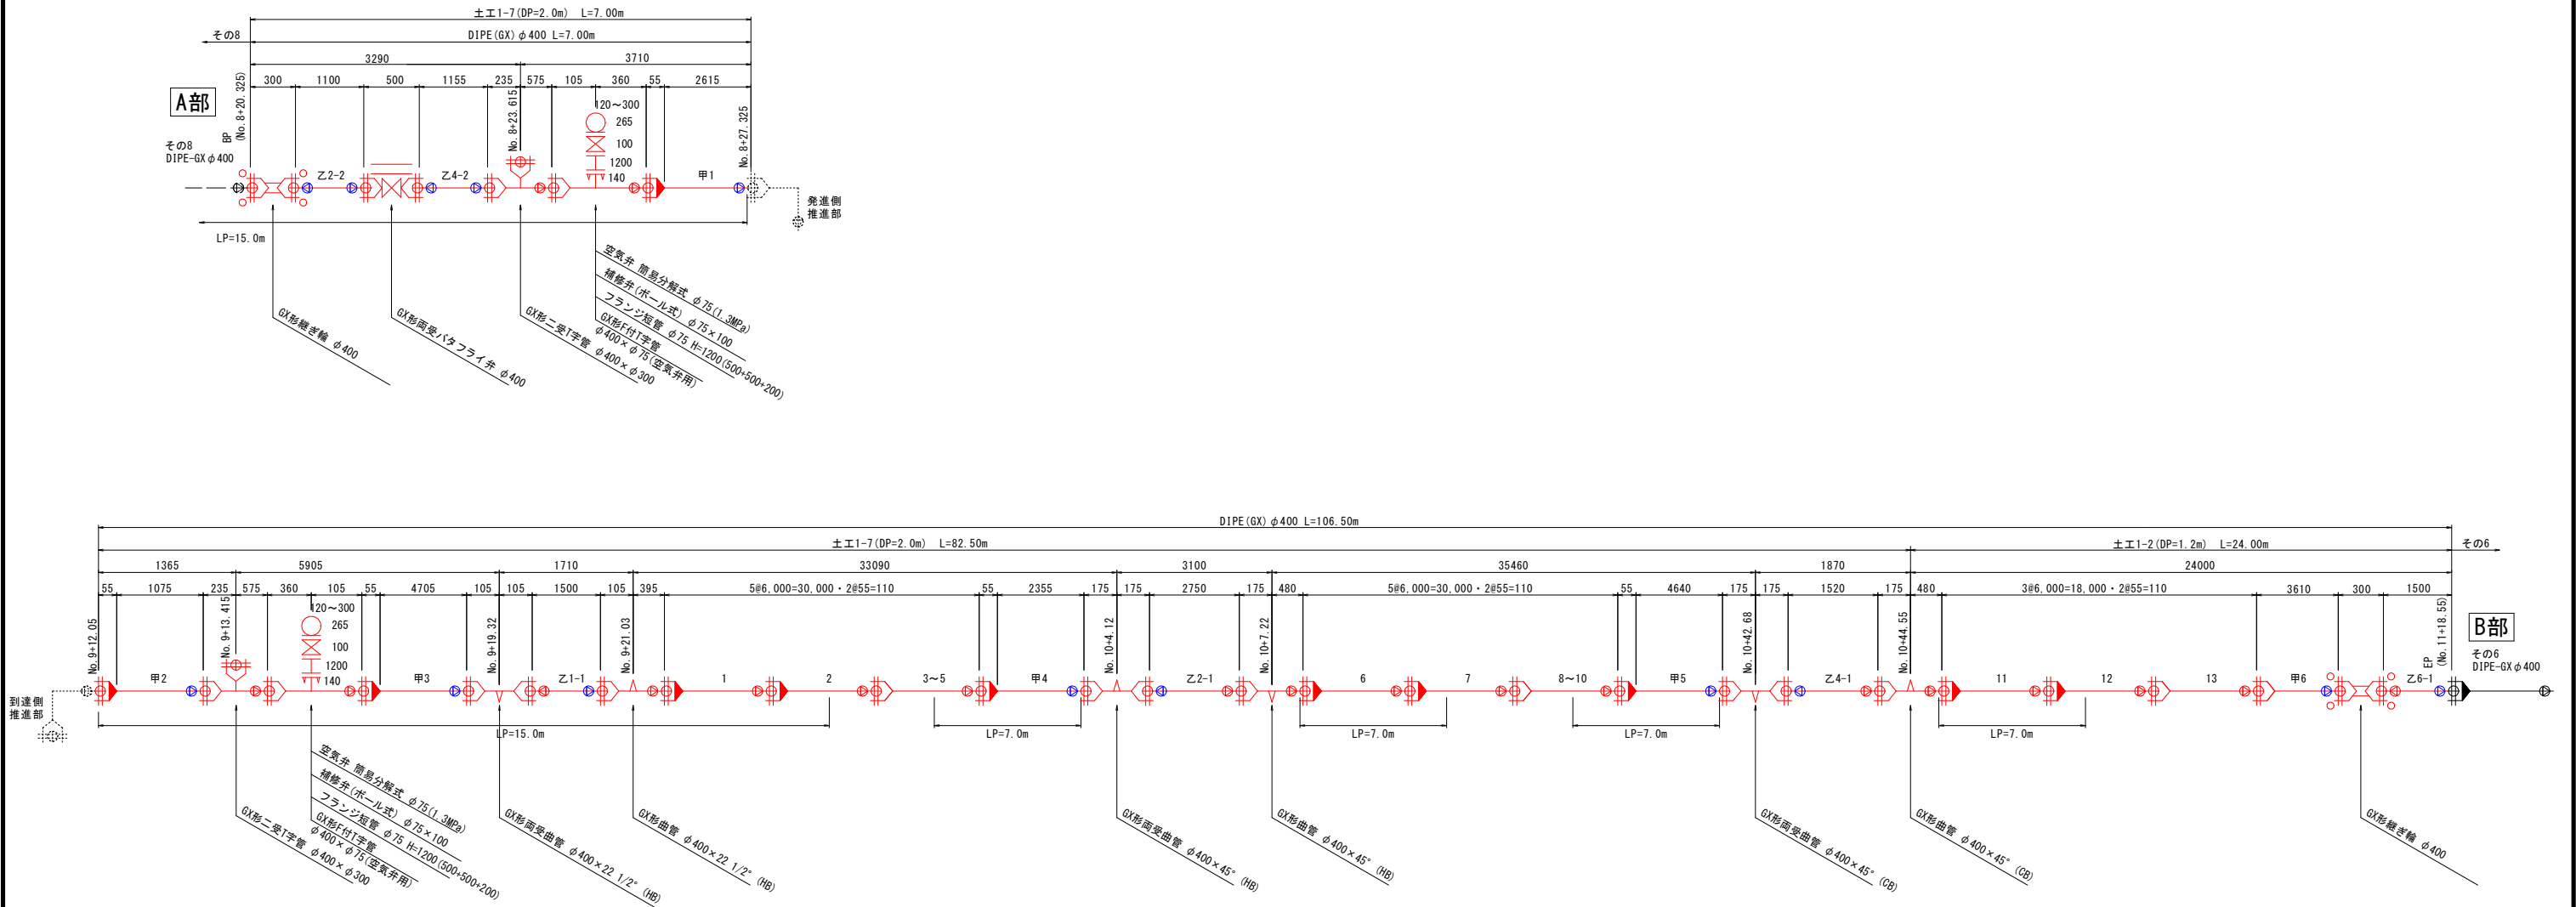 土工1-7(DP=2.0m) L=7.00m
その8
DIPE(GX)φ400 L=7.00m
3290
3710
300
1100
500
1155
235
575
105
360
55
2615
A部
BP
(No.8+20.325)
No.8+23.615
No.8+27.325
120～300
265
100
1200
140
その8
DIPE-GXφ400
乙2-2
乙4-2
甲1
発進側
推進部
LP=15.0m
GX形継ぎ輪 φ400
GX形両受バタフライ弁 φ400
GX形二受T字管 φ400×φ300
空気弁 簡易分解式 φ75(1.3MPa)
補修弁(ボール式) φ75×100
フランジ短管 φ75 H=1200(500+500+200)
GX形F付T字管
φ400×φ75(空気弁用)
DIPE(GX)φ400 L=106.50m
土工1-7(DP=2.0m) L=82.50m
土工1-2(DP=1.2m) L=24.00m
その6
1365
5905
1710
33090
3100
35460
1870
24000
55
1075
235
575
360
105
55
4705
105
105
1500
105
395
5@6,000=30,000・2@55=110
55
2355
175
175
2750
175
480
5@6,000=30,000・2@55=110
55
4640
175
175
1520
175
480
3@6,000=18,000・2@55=110
3610
300
1500
No.9+12.05
No.9+13.415
120～300
265
100
1200
140
No.9+19.32
No.9+21.03
No.10+4.12
No.10+7.22
No.10+42.68
No.10+44.55
EP
(No.11+18.55)
B部
その6
DIPE-GXφ400
到達側
推進部
甲2
甲3
乙1-1
1
2
3～5
甲4
乙2-1
6
7
8～10
甲5
乙4-1
11
12
13
甲6
乙6-1
LP=15.0m
LP=7.0m
LP=7.0m
LP=7.0m
LP=7.0m
GX形二受T字管 φ400×φ300
空気弁 簡易分解式 φ75(1.3MPa)
補修弁(ボール式) φ75×100
フランジ短管 φ75 H=1200(500+500+200)
GX形F付T字管
φ400×φ75(空気弁用)
GX形両受曲管 φ400×22 1/2° (HB)
GX形曲管 φ400×22 1/2° (HB)
GX形両受曲管 φ400×45° (HB)
GX形曲管 φ400×45° (HB)
GX形両受曲管 φ400×45° (CB)
GX形曲管 φ400×45° (CB)
GX形継ぎ輪 φ400